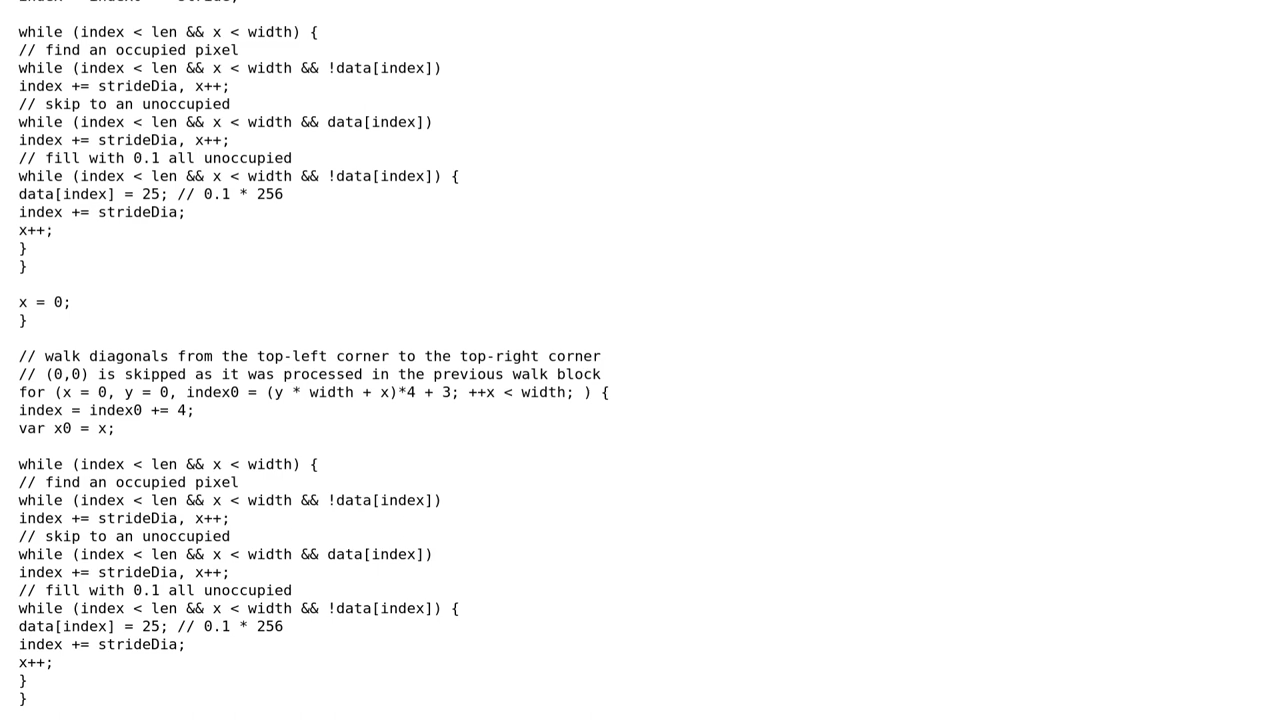 while (index < len && x < width) {
// find an occupied pixel
while (index < len && x < width && !data[index])
index += strideDia, x++;
// skip to an unoccupied
while (index < len && x < width && data[index])
index += strideDia, x++;
// fill with 0.1 all unoccupied
while (index < len && x < width && !data[index]) {
data[index] = 25; // 0.1 * 256
index += strideDia;
x++;
}
}

x = 0;
}

// walk diagonals from the top-left corner to the top-right corner
// (0,0) is skipped as it was processed in the previous walk block
for (x = 0, y = 0, index0 = (y * width + x)*4 + 3; ++x < width; ) {
index = index0 += 4;
var x0 = x;

while (index < len && x < width) {
// find an occupied pixel
while (index < len && x < width && !data[index])
index += strideDia, x++;
// skip to an unoccupied
while (index < len && x < width && data[index])
index += strideDia, x++;
// fill with 0.1 all unoccupied
while (index < len && x < width && !data[index]) {
data[index] = 25; // 0.1 * 256
index += strideDia;
x++;
}
}